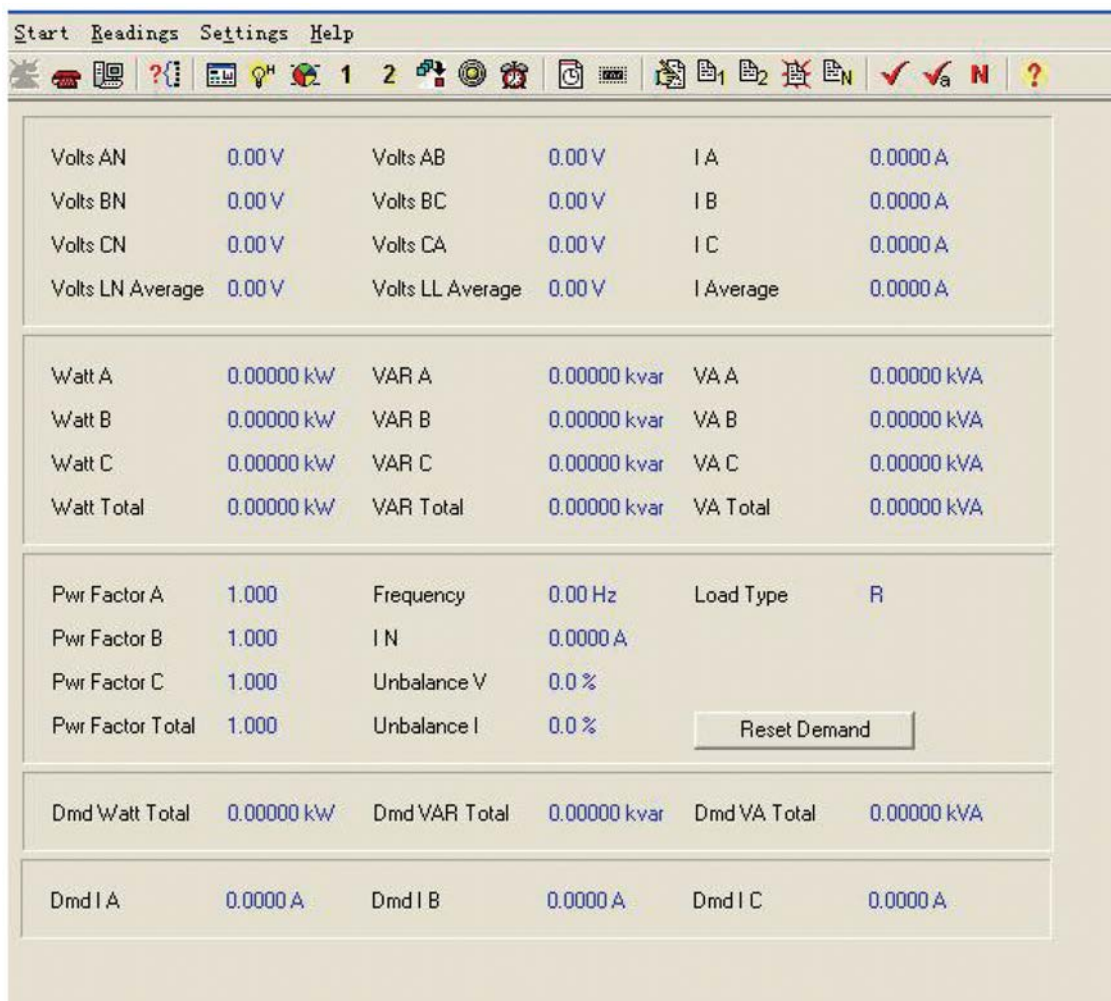 Start Readings Settings Help
?{ H 1 2 1 2 N a N ?
Volts AN 0.00 V Volts AB 0.00 V I A 0.0000 A
Volts BN 0.00 V Volts BC 0.00 V I B 0.0000 A
Volts CN 0.00 V Volts CA 0.00 V I C 0.0000 A
Volts LN Average 0.00 V Volts LL Average 0.00 V I Average 0.0000 A
Watt A 0.00000 kW VAR A 0.00000 kvar VA A 0.00000 kVA
Watt B 0.00000 kW VAR B 0.00000 kvar VA B 0.00000 kVA
Watt C 0.00000 kW VAR C 0.00000 kvar VA C 0.00000 kVA
Watt Total 0.00000 kW VAR Total 0.00000 kvar VA Total 0.00000 kVA
Pwr Factor A 1.000 Frequency 0.00 Hz Load Type R
Pwr Factor B 1.000 I N 0.0000 A
Pwr Factor C 1.000 Unbalance V 0.0 %
Pwr Factor Total 1.000 Unbalance I 0.0 % Reset Demand
Dmd Watt Total 0.00000 kW Dmd VAR Total 0.00000 kvar Dmd VA Total 0.00000 kVA
Dmd I A 0.0000 A Dmd I B 0.0000 A Dmd I C 0.0000 A